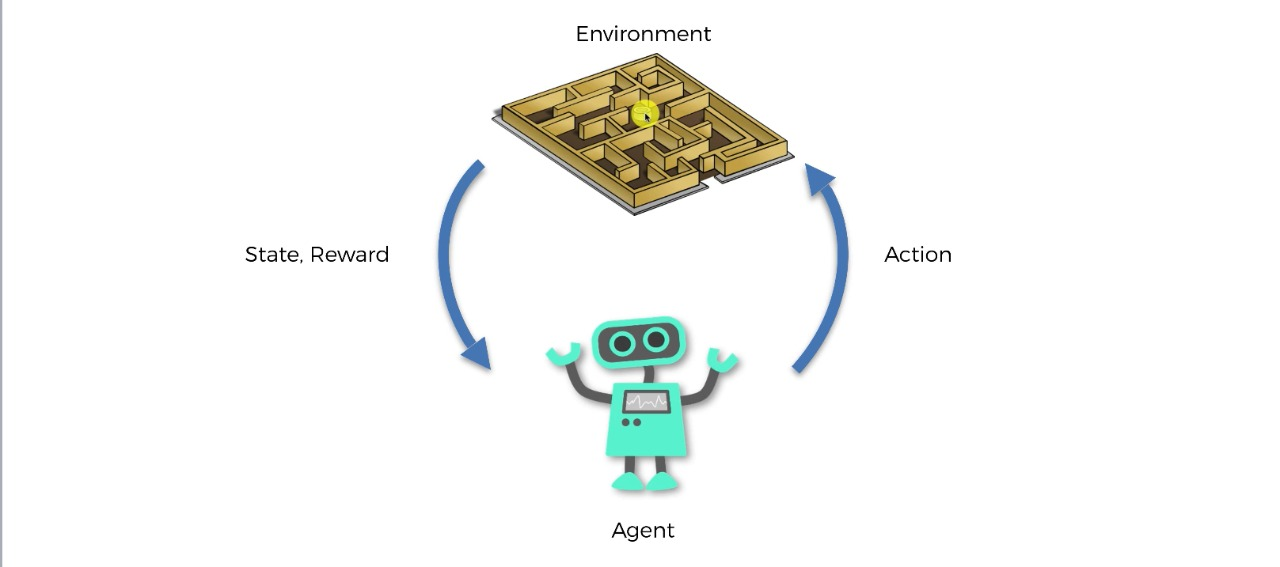 Environment
State, Reward
Action
Agent